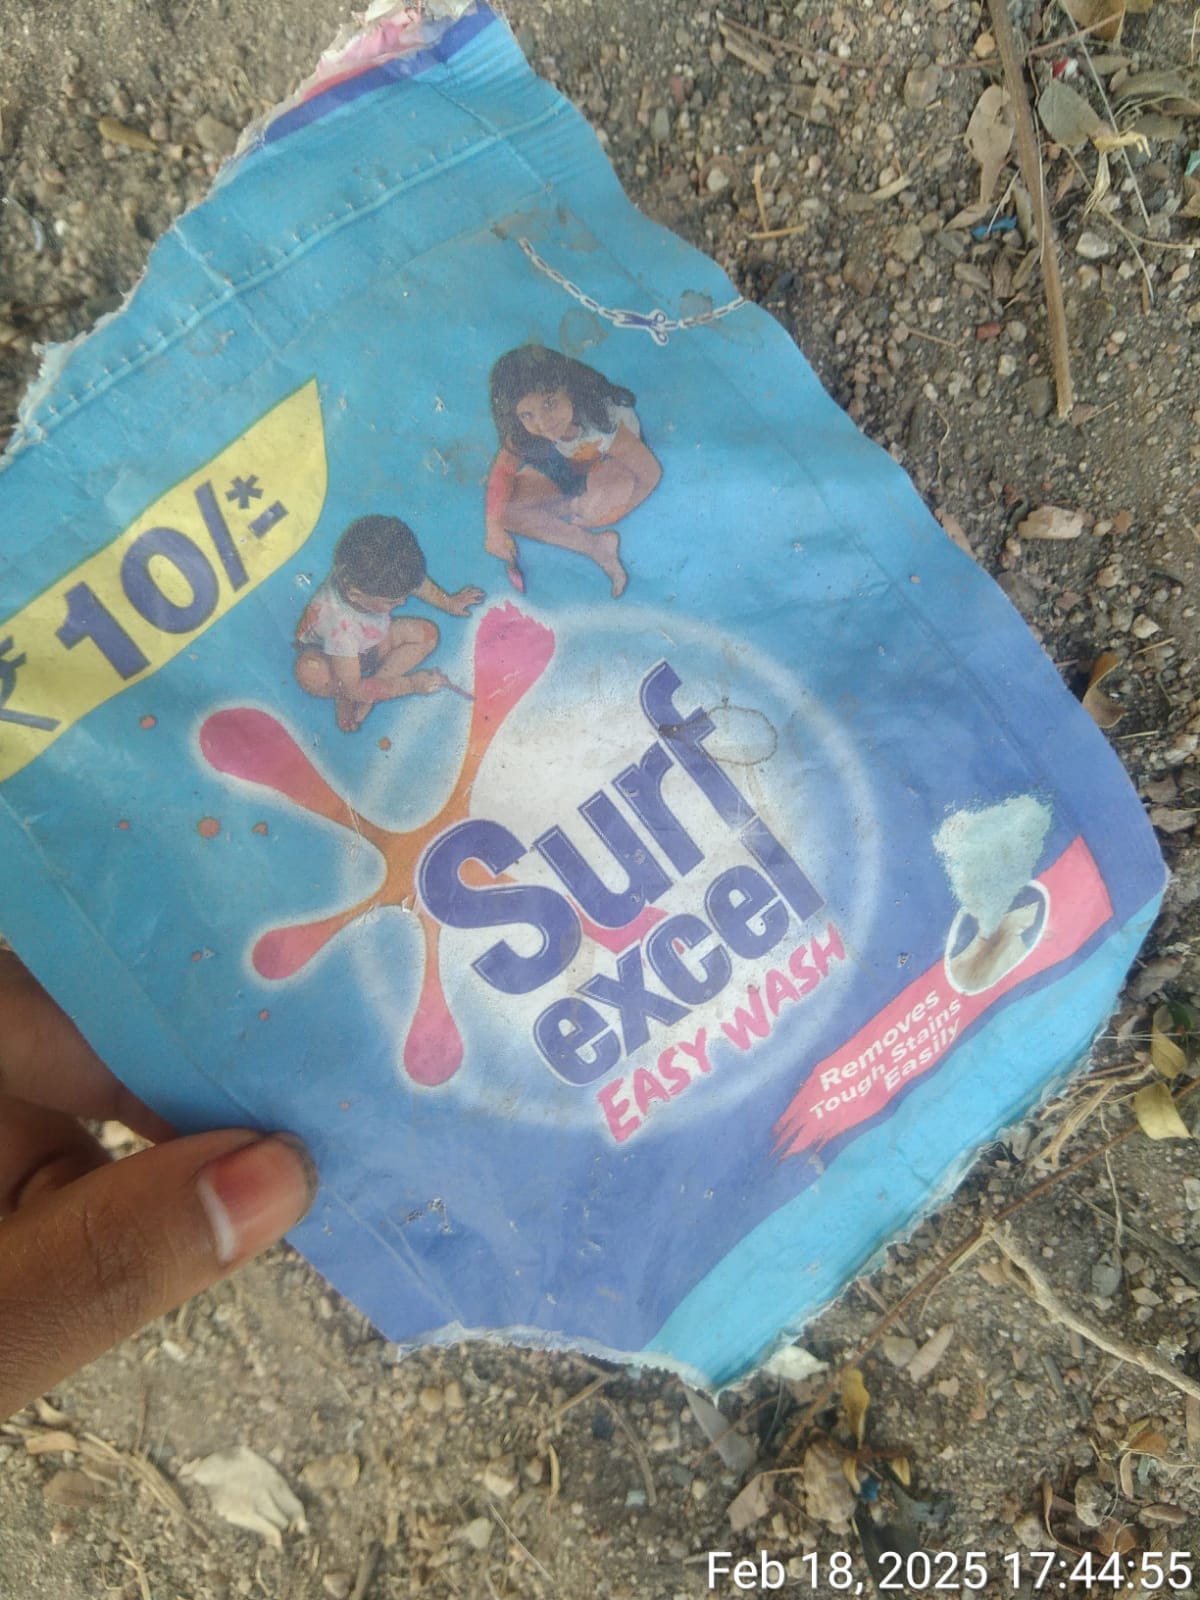 ₹ 10/-*
Surf
excel
EASY WASH
Removes
Tough Stains
Easily
Feb 18, 2025 17:44:55